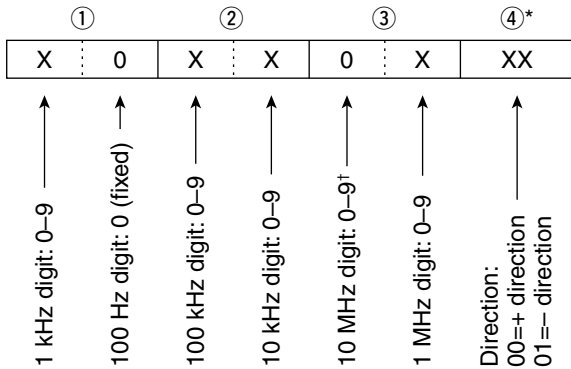 ① ② ③ ④*
X 0 X X 0 X XX
1 kHz digit: 0–9
100 Hz digit: 0 (fixed)
100 kHz digit: 0–9
10 kHz digit: 0–9
10 MHz digit: 0–9†
1 MHz digit: 0–9
Direction:
00=+ direction
01=– direction